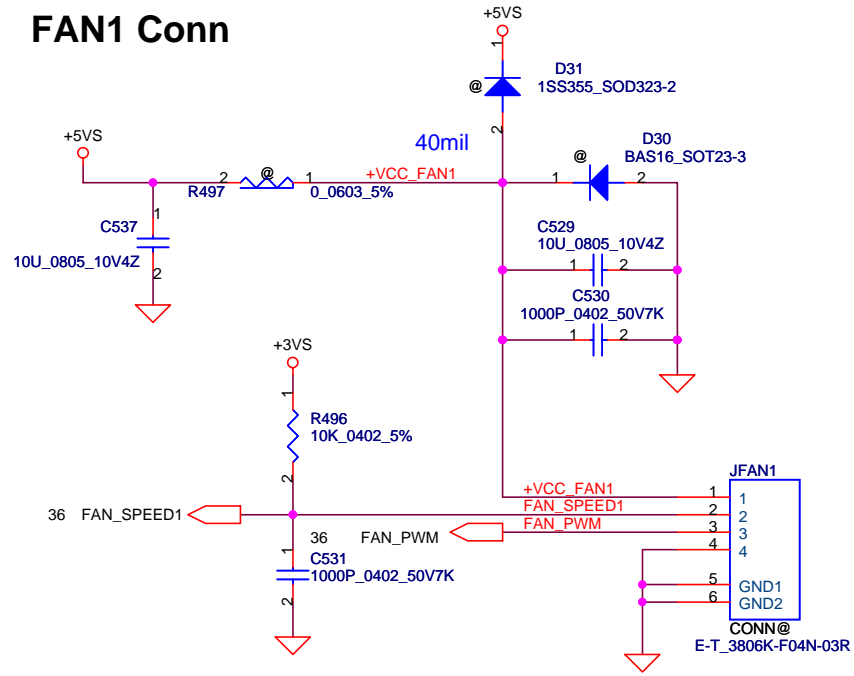 FAN1 Conn
+5VS
1
D31
1SS355_SOD323-2
@
2
40mil
+5VS
D30
BAS16_SOT23-3
@
1
2
2
@
1
+VCC_FAN1
R497
0_0603_5%
C537
1
10U_0805_10V4Z
2
C529
10U_0805_10V4Z
1
2
C530
1000P_0402_50V7K
1
2
+3VS
1
R496
10K_0402_5%
2
JFAN1
+VCC_FAN1
1
1
FAN_SPEED1
2
2
FAN_PWM
3
3
4
4
5
GND1
6
GND2
CONN@
E-T_3806K-F04N-03R
36
FAN_SPEED1
36
FAN_PWM
1
C531
1000P_0402_50V7K
2